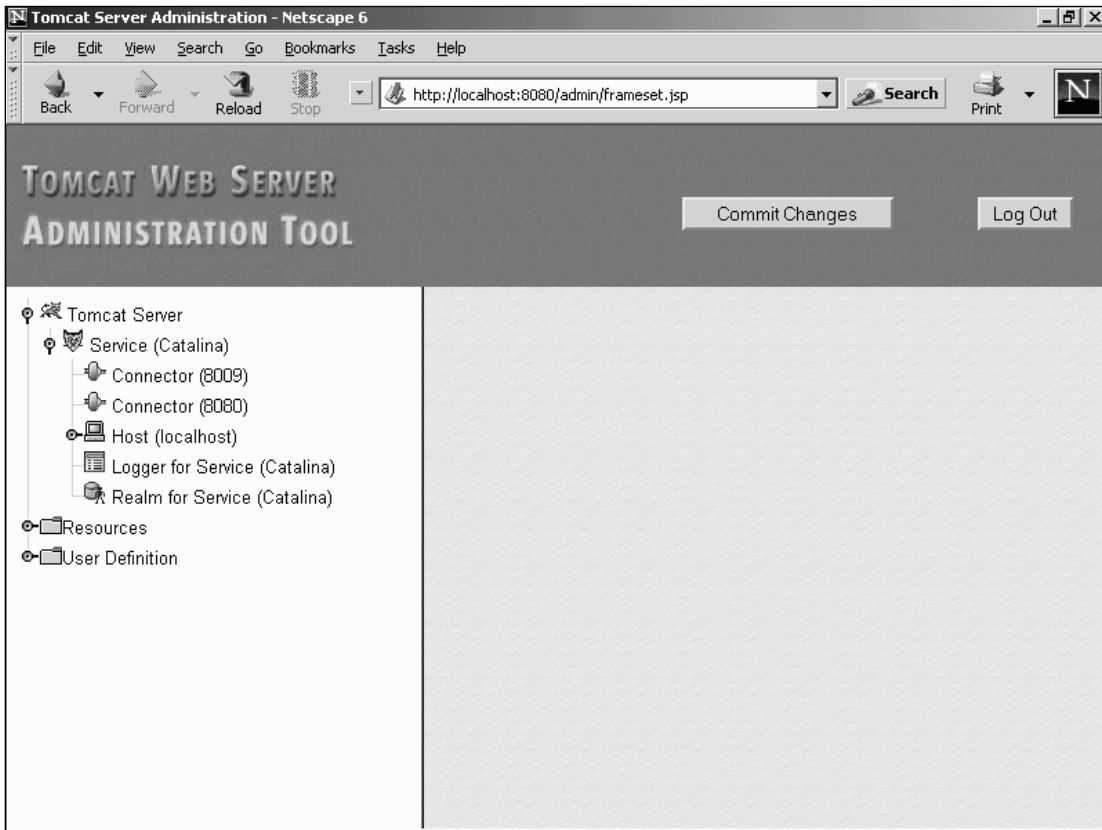 Tomcat Server Administration - Netscape 6
File Edit View Search Go Bookmarks Tasks Help
Back Forward Reload Stop http://localhost:8080/admin/frameset.jsp Search Print N
TOMCAT WEB SERVER
ADMINISTRATION TOOL
Commit Changes Log Out
Tomcat Server
Service (Catalina)
Connector (8009)
Connector (8080)
Host (localhost)
Logger for Service (Catalina)
Realm for Service (Catalina)
Resources
User Definition